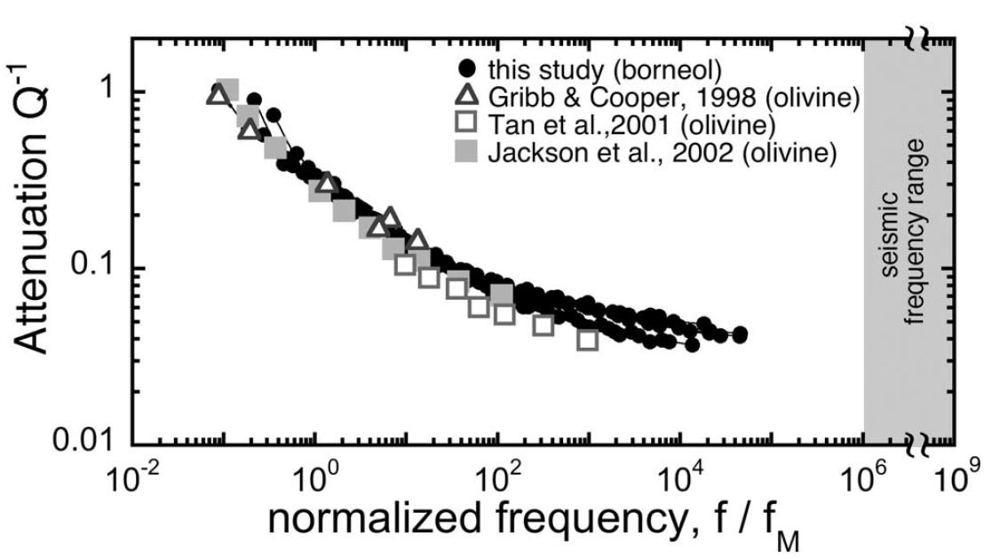 Attenuation Q⁻¹
1
0.1
0.01
this study (borneol)
Gribb & Cooper, 1998 (olivine)
Tan et al.,2001 (olivine)
Jackson et al., 2002 (olivine)
seismic
frequency range
10⁻² 10⁰ 10² 10⁴ 10⁶ 10⁹
normalized frequency, f / f_M